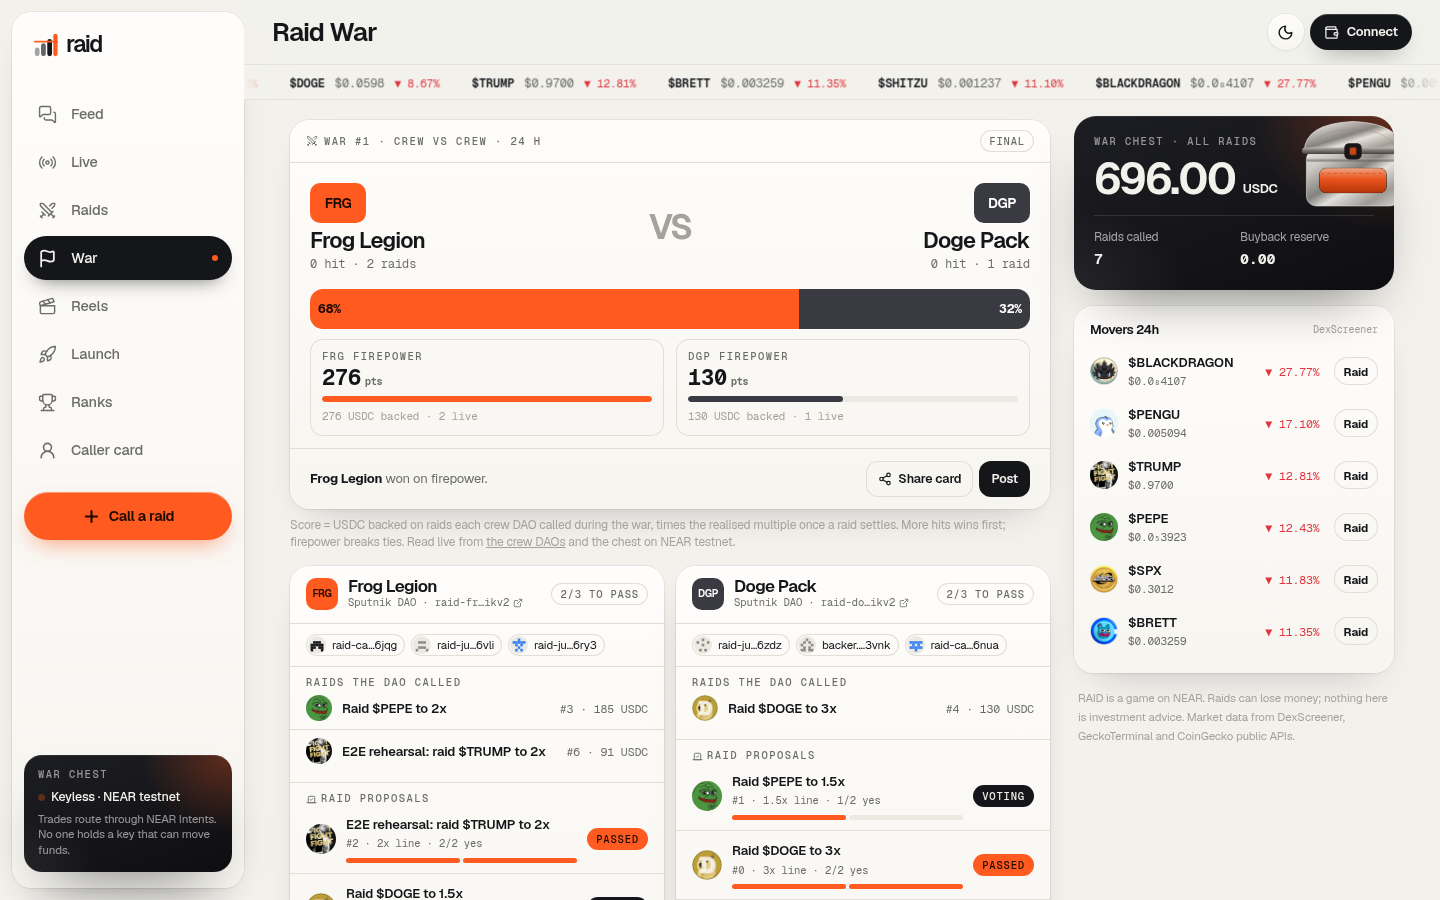 raid
Feed
Live
Raids
War
Reels
Launch
Ranks
Caller card
Call a raid
WAR CHEST
Keyless · NEAR testnet
Trades route through NEAR Intents.
No one holds a key that can move
funds.
Raid War
Connect
$DOGE $0.0598 ▼ 8.67% $TRUMP $0.9700 ▼ 12.81% $BRETT $0.003259 ▼ 11.35% $SHITZU $0.001237 ▼ 11.10% $BLACKDRAGON $0.0₈4107 ▼ 27.77% $PENGU
WAR #1 · CREW VS CREW · 24 H
FINAL
FRG
VS
DGP
Frog Legion
Doge Pack
0 hit · 2 raids
0 hit · 1 raid
68%
32%
FRG FIREPOWER
276 pts
276 USDC backed · 2 live
DGP FIREPOWER
130 pts
130 USDC backed · 1 live
Frog Legion won on firepower.
Share card
Post
Score = USDC backed on raids each crew DAO called during the war, times the realised multiple once a raid settles. More hits wins first;
firepower breaks ties. Read live from the crew DAOs and the chest on NEAR testnet.
FRG
Frog Legion
Sputnik DAO · raid-fr…ikv2
2/3 TO PASS
raid-ca…6jqg
raid-ju…6vli
raid-ju…6ry3
RAIDS THE DAO CALLED
Raid $PEPE to 2x
#3 · 185 USDC
E2E rehearsal: raid $TRUMP to 2x
#6 · 91 USDC
RAID PROPOSALS
E2E rehearsal: raid $TRUMP to 2x
#2 · 2x line · 2/2 yes
PASSED
Raid $DOGE to 1.5x
DGP
Doge Pack
Sputnik DAO · raid-do…ikv2
2/3 TO PASS
raid-ju…6zdz
backer.…3vnk
raid-ca…6nua
RAIDS THE DAO CALLED
Raid $DOGE to 3x
#4 · 130 USDC
RAID PROPOSALS
Raid $PEPE to 1.5x
#1 · 1.5x line · 1/2 yes
VOTING
Raid $DOGE to 3x
#0 · 3x line · 2/2 yes
PASSED
WAR CHEST · ALL RAIDS
696.00 USDC
Raids called
7
Buyback reserve
0.00
Movers 24h
DexScreener
$BLACKDRAGON
$0.0₈4107
▼ 27.77%
Raid
$PENGU
$0.005094
▼ 17.10%
Raid
$TRUMP
$0.9700
▼ 12.81%
Raid
$PEPE
$0.0₅3923
▼ 12.43%
Raid
$SPX
$0.3012
▼ 11.83%
Raid
$BRETT
$0.003259
▼ 11.35%
Raid
RAID is a game on NEAR. Raids can lose money; nothing here
is investment advice. Market data from DexScreener,
GeckoTerminal and CoinGecko public APIs.